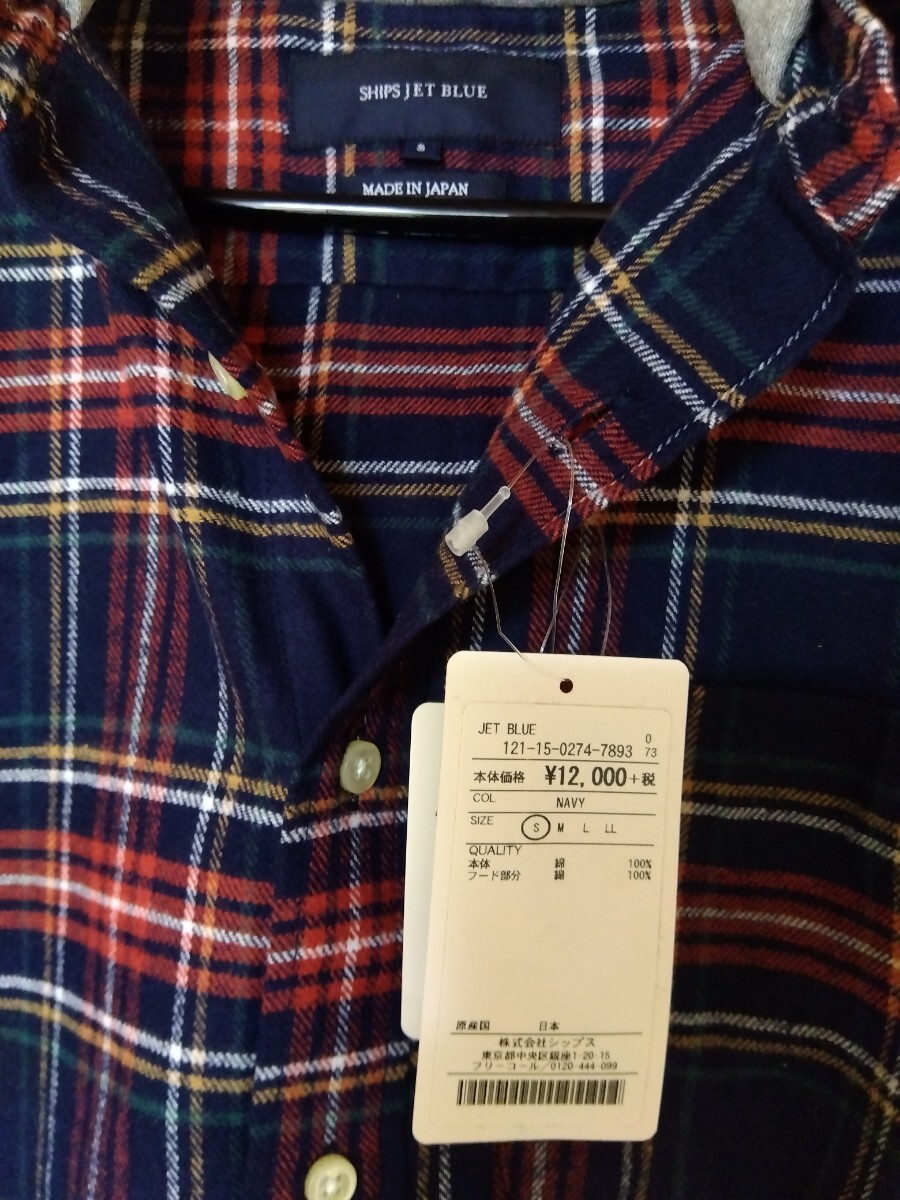 SHIPS JET BLUE
S
MADE IN JAPAN
JET BLUE
0
121-15-0274-7893 73
本体価格 ¥12,000+税
COL NAVY
SIZE
S M L LL
QUALITY
本体 綿 100%
フード部分 綿 100%
原産国 日本
株式会社シップス
東京都中央区銀座1-20-15
フリーコール/0120-444-099